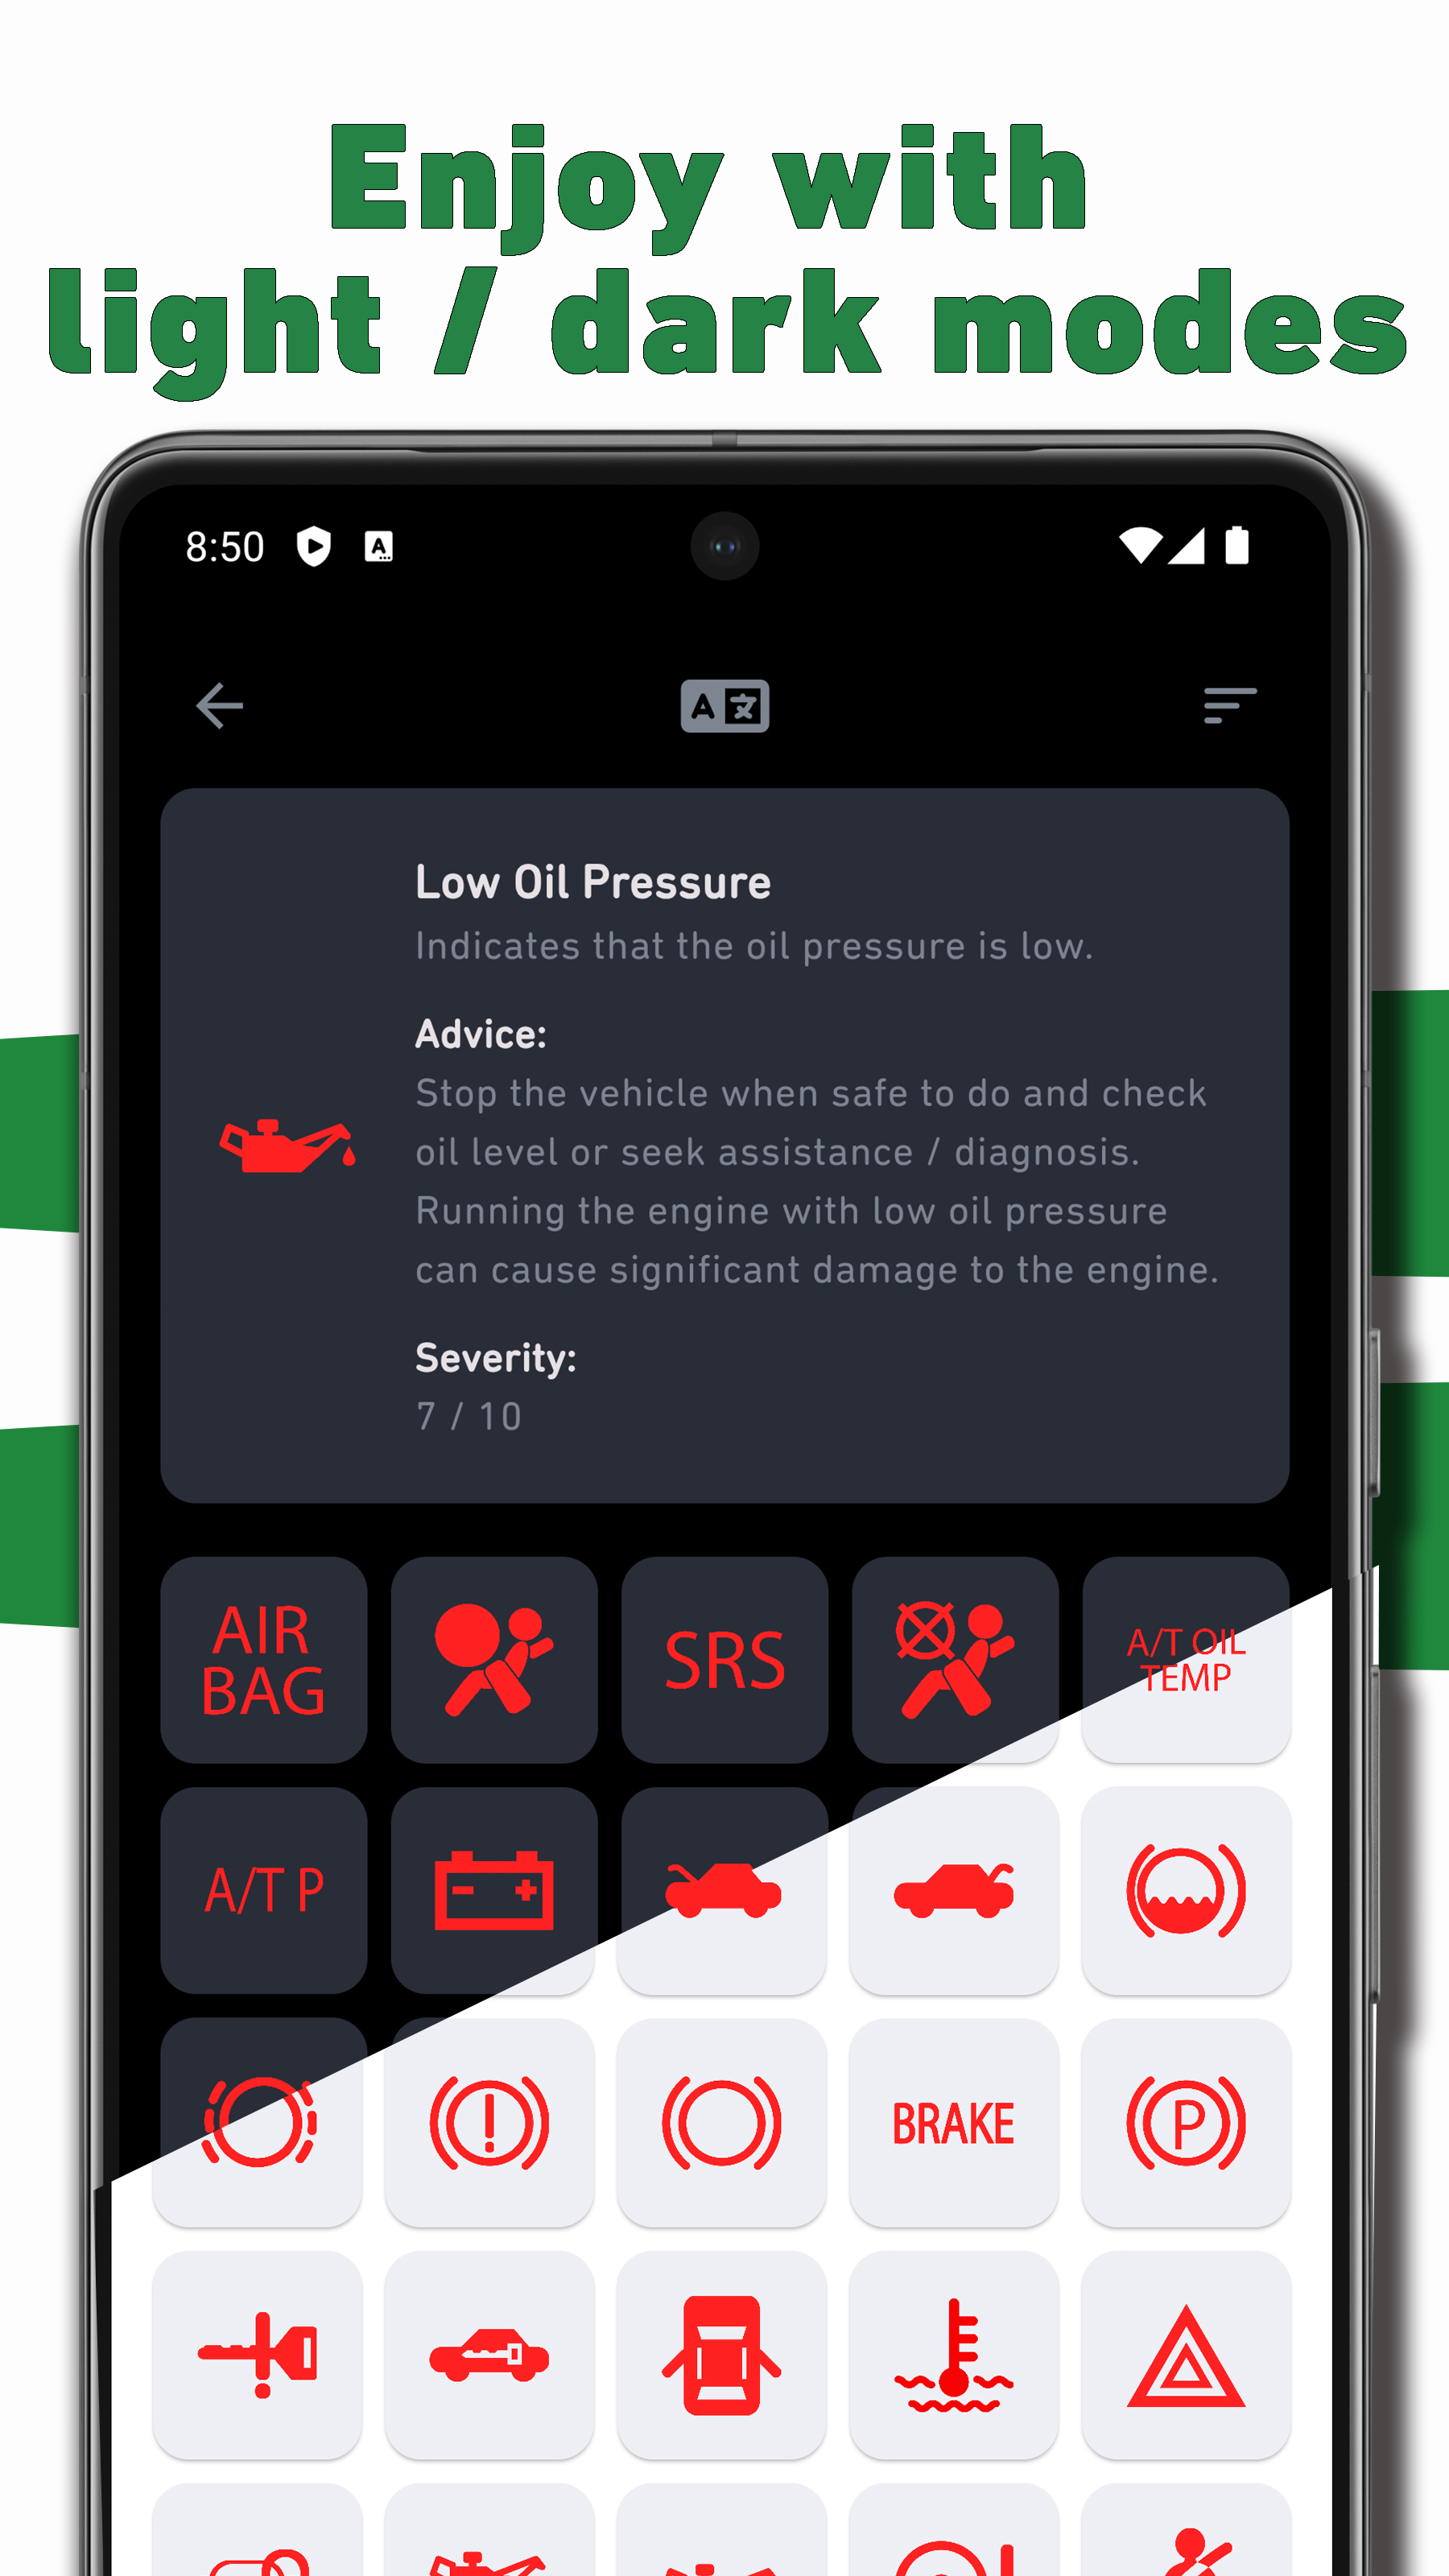 Enjoy with
light / dark modes
8:50
A
A 文
Low Oil Pressure
Indicates that the oil pressure is low.
Advice:
Stop the vehicle when safe to do and check
oil level or seek assistance / diagnosis.
Running the engine with low oil pressure
can cause significant damage to the engine.
Severity:
7 / 10
AIR
BAG
SRS
A/T OIL
TEMP
A/T P
BRAKE
P